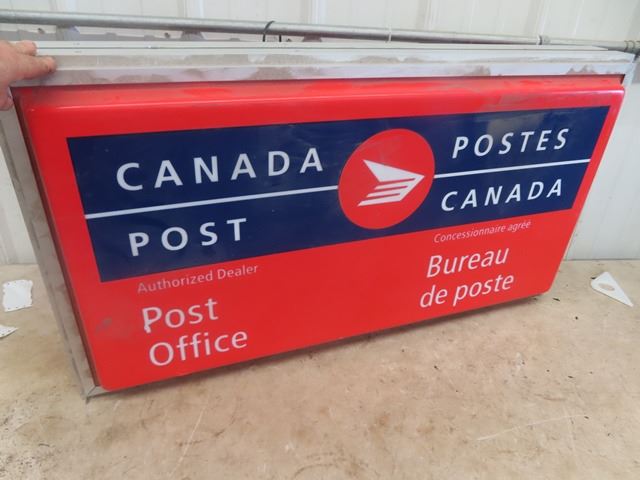 CANADA
POST
POSTES
CANADA
Authorized Dealer
Post
Office
Concessionnaire agréé
Bureau
de poste